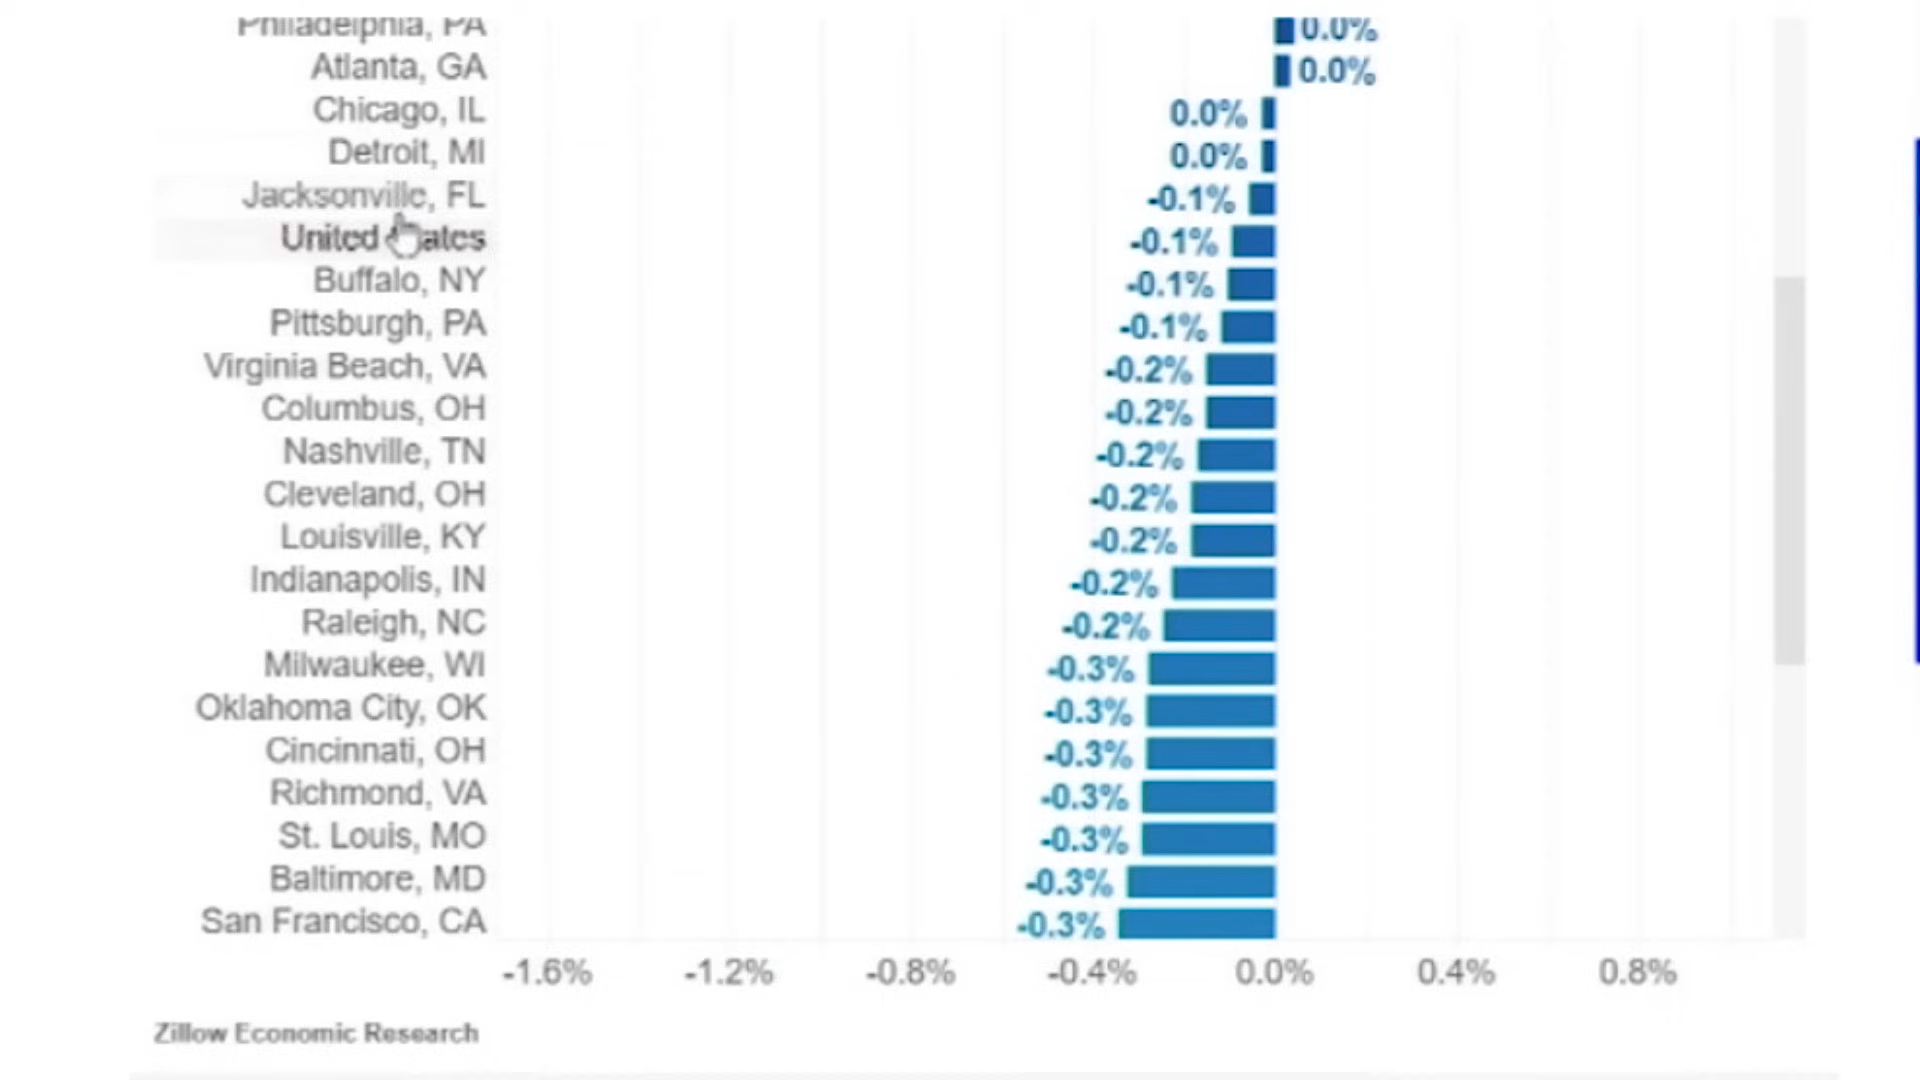 Philadelphia, PA 0.0%
Atlanta, GA 0.0%
Chicago, IL 0.0%
Detroit, MI 0.0%
Jacksonville, FL -0.1%
United States -0.1%
Buffalo, NY -0.1%
Pittsburgh, PA -0.1%
Virginia Beach, VA -0.2%
Columbus, OH -0.2%
Nashville, TN -0.2%
Cleveland, OH -0.2%
Louisville, KY -0.2%
Indianapolis, IN -0.2%
Raleigh, NC -0.2%
Milwaukee, WI -0.3%
Oklahoma City, OK -0.3%
Cincinnati, OH -0.3%
Richmond, VA -0.3%
St. Louis, MO -0.3%
Baltimore, MD -0.3%
San Francisco, CA -0.3%
-1.6% -1.2% -0.8% -0.4% 0.0% 0.4% 0.8%
Zillow Economic Research